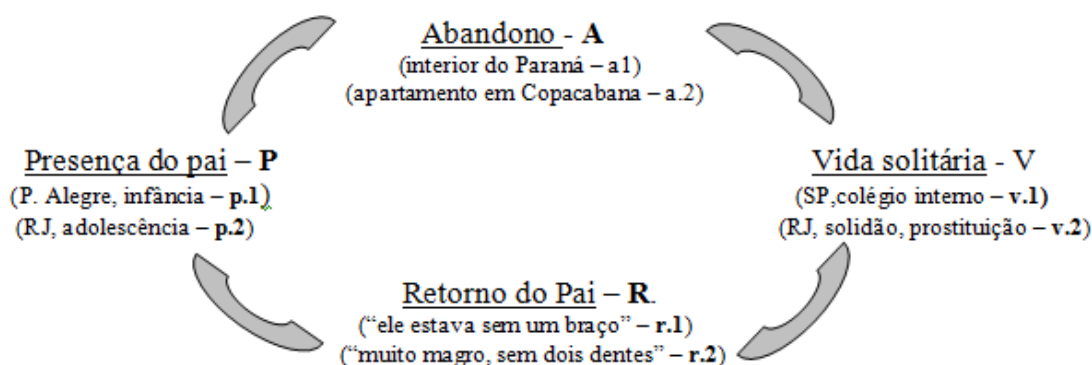 Abandono - A
(interior do Paraná – a1)
(apartamento em Copacabana – a.2)
Presença do pai – P
(P. Alegre, infância – p.1)
(RJ, adolescência – p.2)
Vida solitária - V
(SP,colégio interno – v.1)
(RJ, solidão, prostituição – v.2)
Retorno do Pai – R.
(“ele estava sem um braço” – r.1)
(“muito magro, sem dois dentes” – r.2)